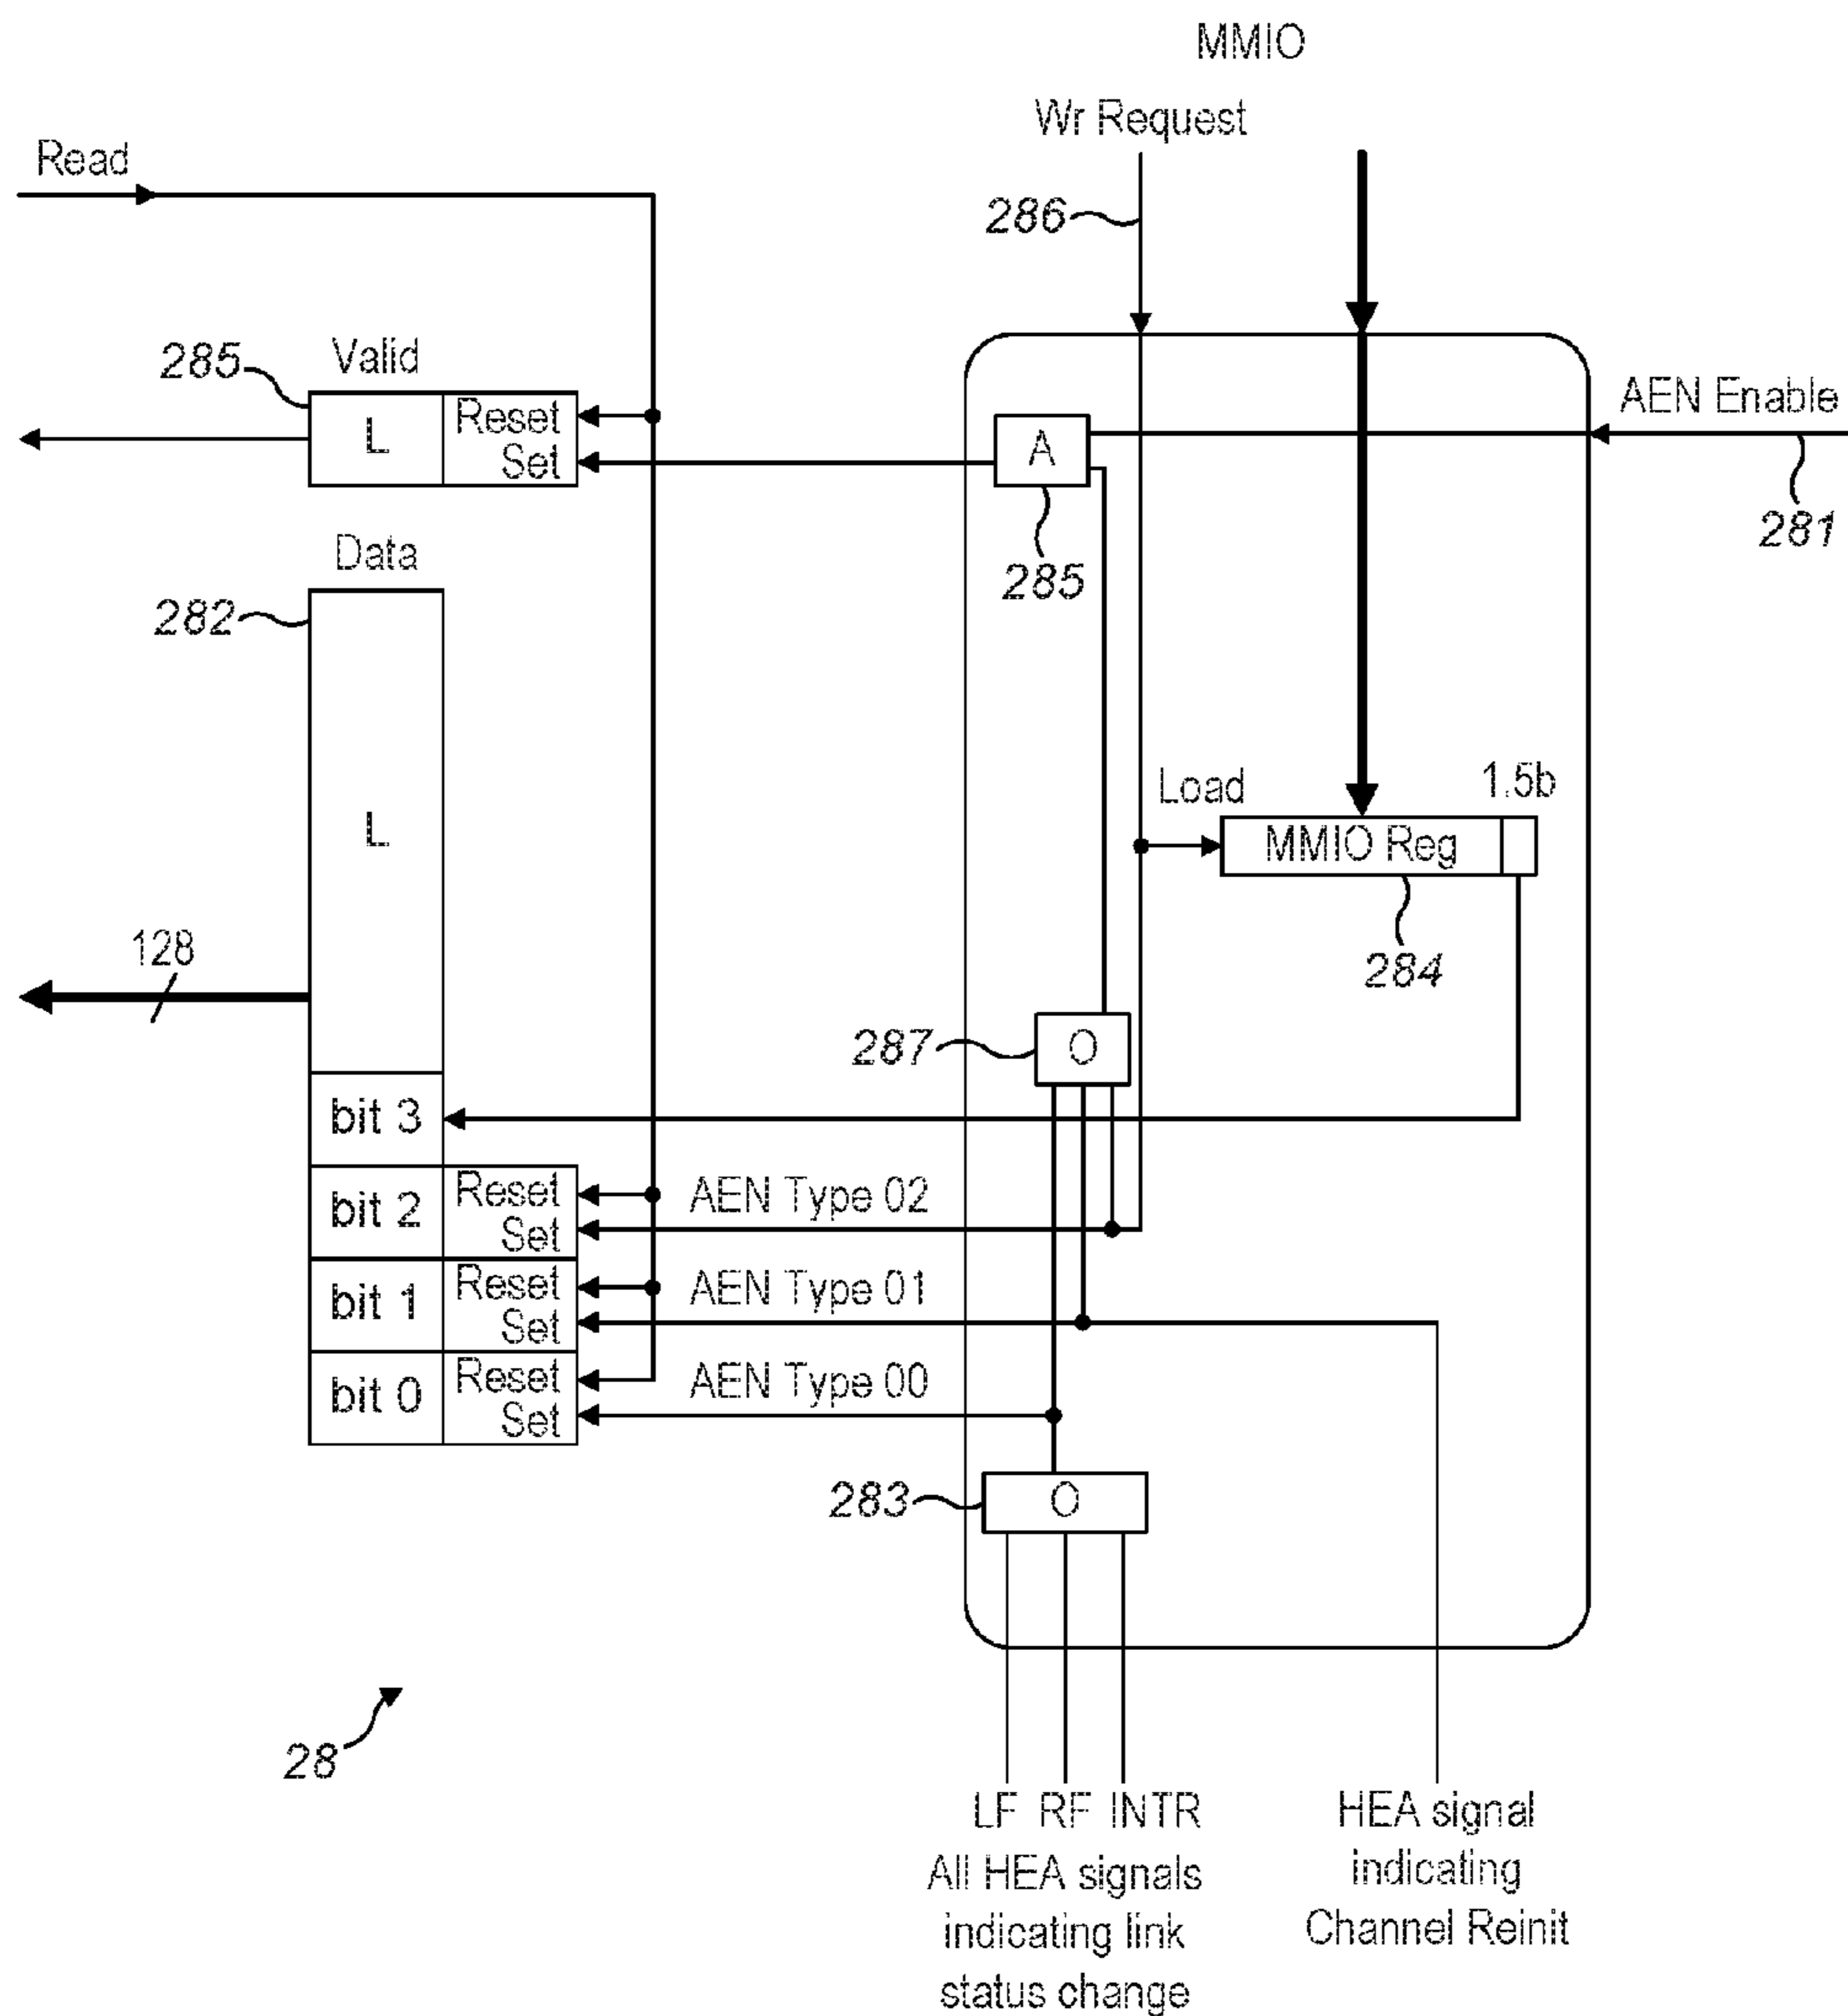 MMIO
Wr Request
Read
286
285
Valid
L
Reset
Set
A
AEN Enable
285
281
Data
282
L
Load
1.5b
MMIO Reg
284
128
287
O
bit 3
bit 2
Reset
Set
AEN Type 02
bit 1
Reset
Set
AEN Type 01
bit 0
Reset
Set
AEN Type 00
283
O
28
LF RF INTR
All HEA signals
indicating link
status change
HEA signal
indicating
Channel Reinit